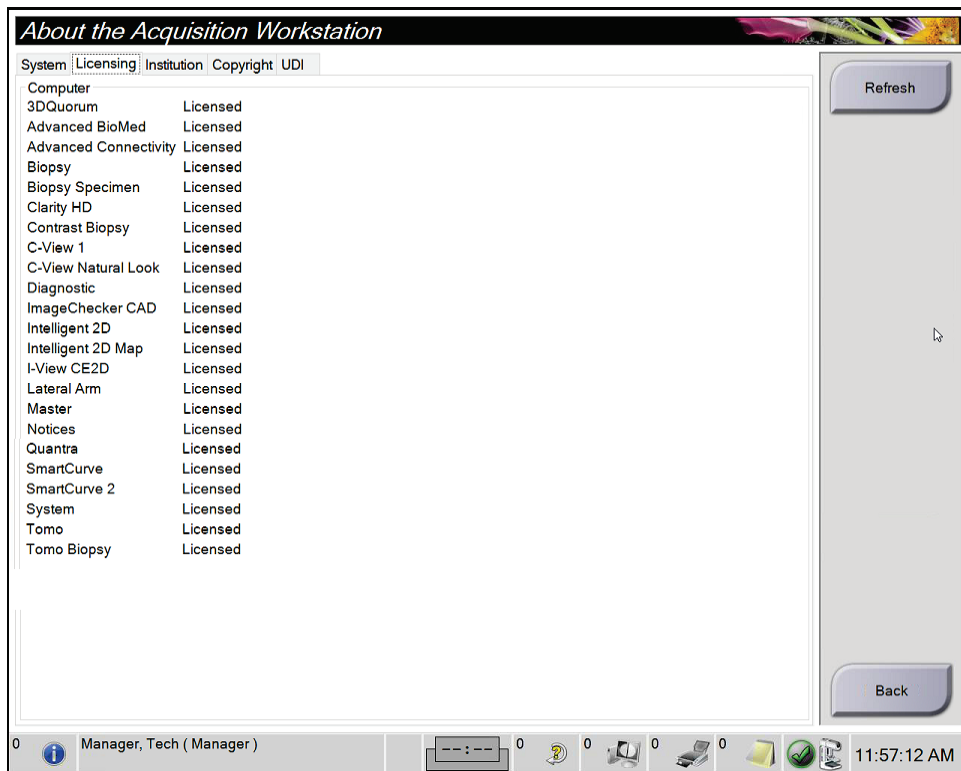 About the Acquisition Workstation
System Licensing Institution Copyright UDI
Refresh
Computer
3DQuorum Licensed
Advanced BioMed Licensed
Advanced Connectivity Licensed
Biopsy Licensed
Biopsy Specimen Licensed
Clarity HD Licensed
Contrast Biopsy Licensed
C-View 1 Licensed
C-View Natural Look Licensed
Diagnostic Licensed
ImageChecker CAD Licensed
Intelligent 2D Licensed
Intelligent 2D Map Licensed
I-View CE2D Licensed
Lateral Arm Licensed
Master Licensed
Notices Licensed
Quantra Licensed
SmartCurve Licensed
SmartCurve 2 Licensed
System Licensed
Tomo Licensed
Tomo Biopsy Licensed
Back
0 Manager, Tech ( Manager ) --:-- 0 0 0 0 11:57:12 AM